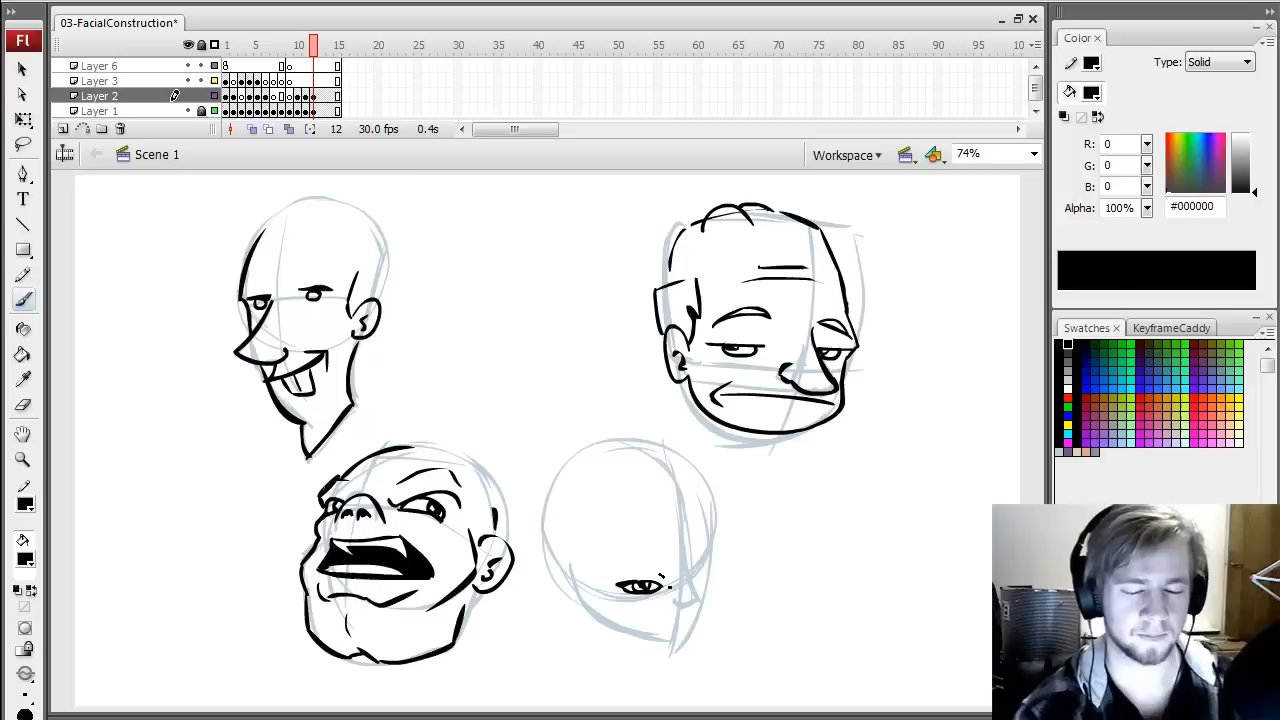 03-FacialConstruction*
Fl
1 5 10 15 20 25 30 35 40 45 50 55 60 65 70 75 80 85 90 95 10
Layer 6
Layer 3
Layer 2
Layer 1
12 30.0 fps 0.4s
Scene 1
Workspace
74%
Color
Type: Solid
R: 0
G: 0
B: 0
Alpha: 100%
#000000
Swatches
KeyframeCaddy
T